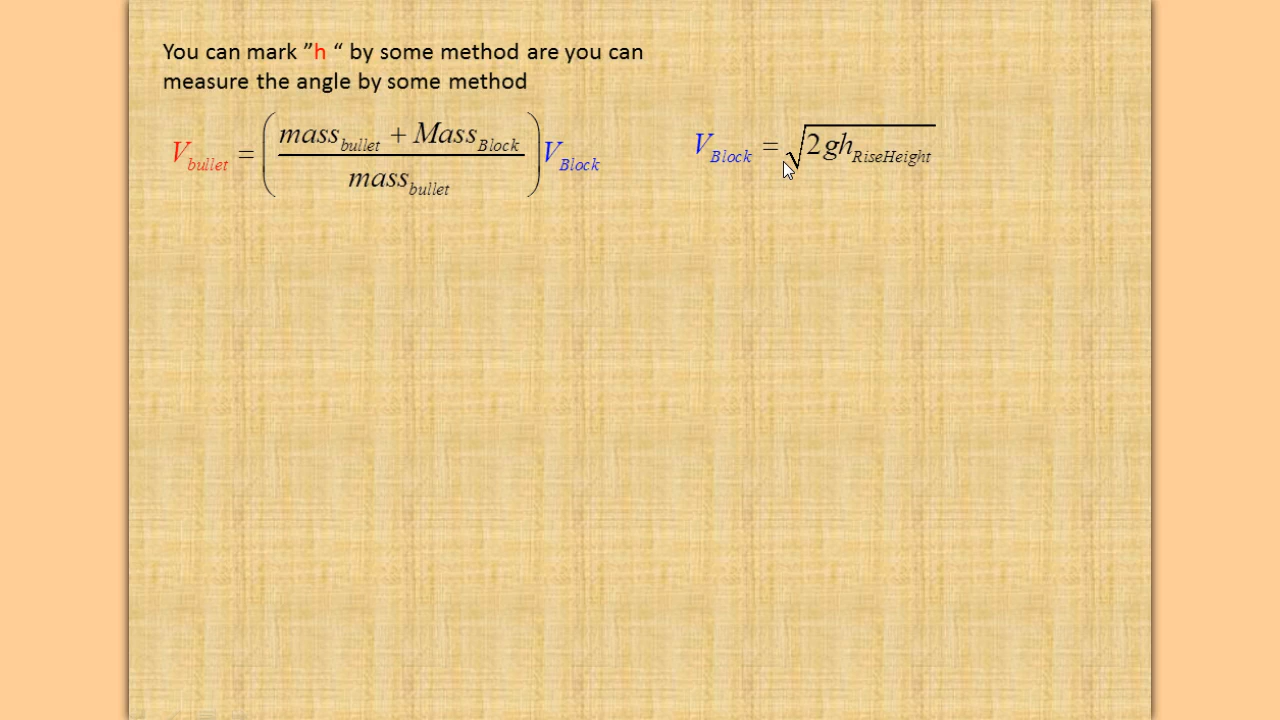 You can mark ”h “ by some method are you can
measure the angle by some method
V_bullet = ( (mass_bullet + Mass_Block) / mass_bullet ) V_Block
V_Block = √(2gh_RiseHeight)